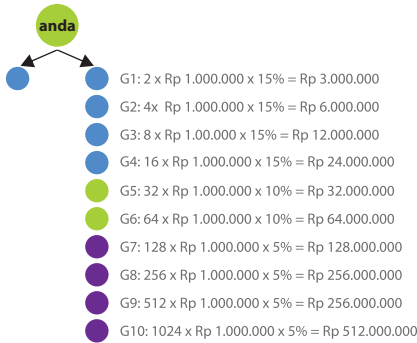 anda
G1: 2 x Rp 1.000.000 x 15% = Rp 3.000.000
G2: 4x Rp 1.000.000 x 15% = Rp 6.000.000
G3: 8 x Rp 1.00.000 x 15% = Rp 12.000.000
G4: 16 x Rp 1.000.000 x 15% = Rp 24.000.000
G5: 32 x Rp 1.000.000 x 10% = Rp 32.000.000
G6: 64 x Rp 1.000.000 x 10% = Rp 64.000.000
G7: 128 x Rp 1.000.000 x 5% = Rp 128.000.000
G8: 256 x Rp 1.000.000 x 5% = Rp 256.000.000
G9: 512 x Rp 1.000.000 x 5% = Rp 256.000.000
G10: 1024 x Rp 1.000.000 x 5% = Rp 512.000.000